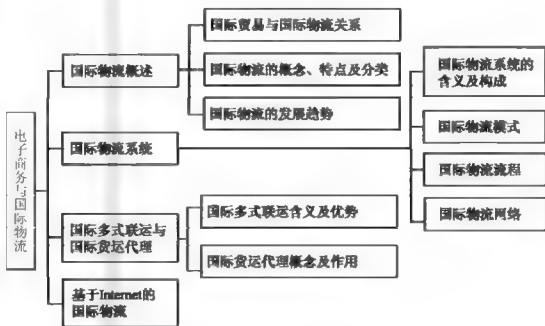 电子商务与国际物流
国际物流概述
国际贸易与国际物流关系
国际物流的概念、特点及分类
国际物流的发展趋势
国际物流系统
国际物流系统的
含义及构成
国际物流模式
国际物流流程
国际物流网络
国际多式联运与
国际货运代理
国际多式联运含义及优势
国际货运代理概念及作用
基于Internet的
国际物流